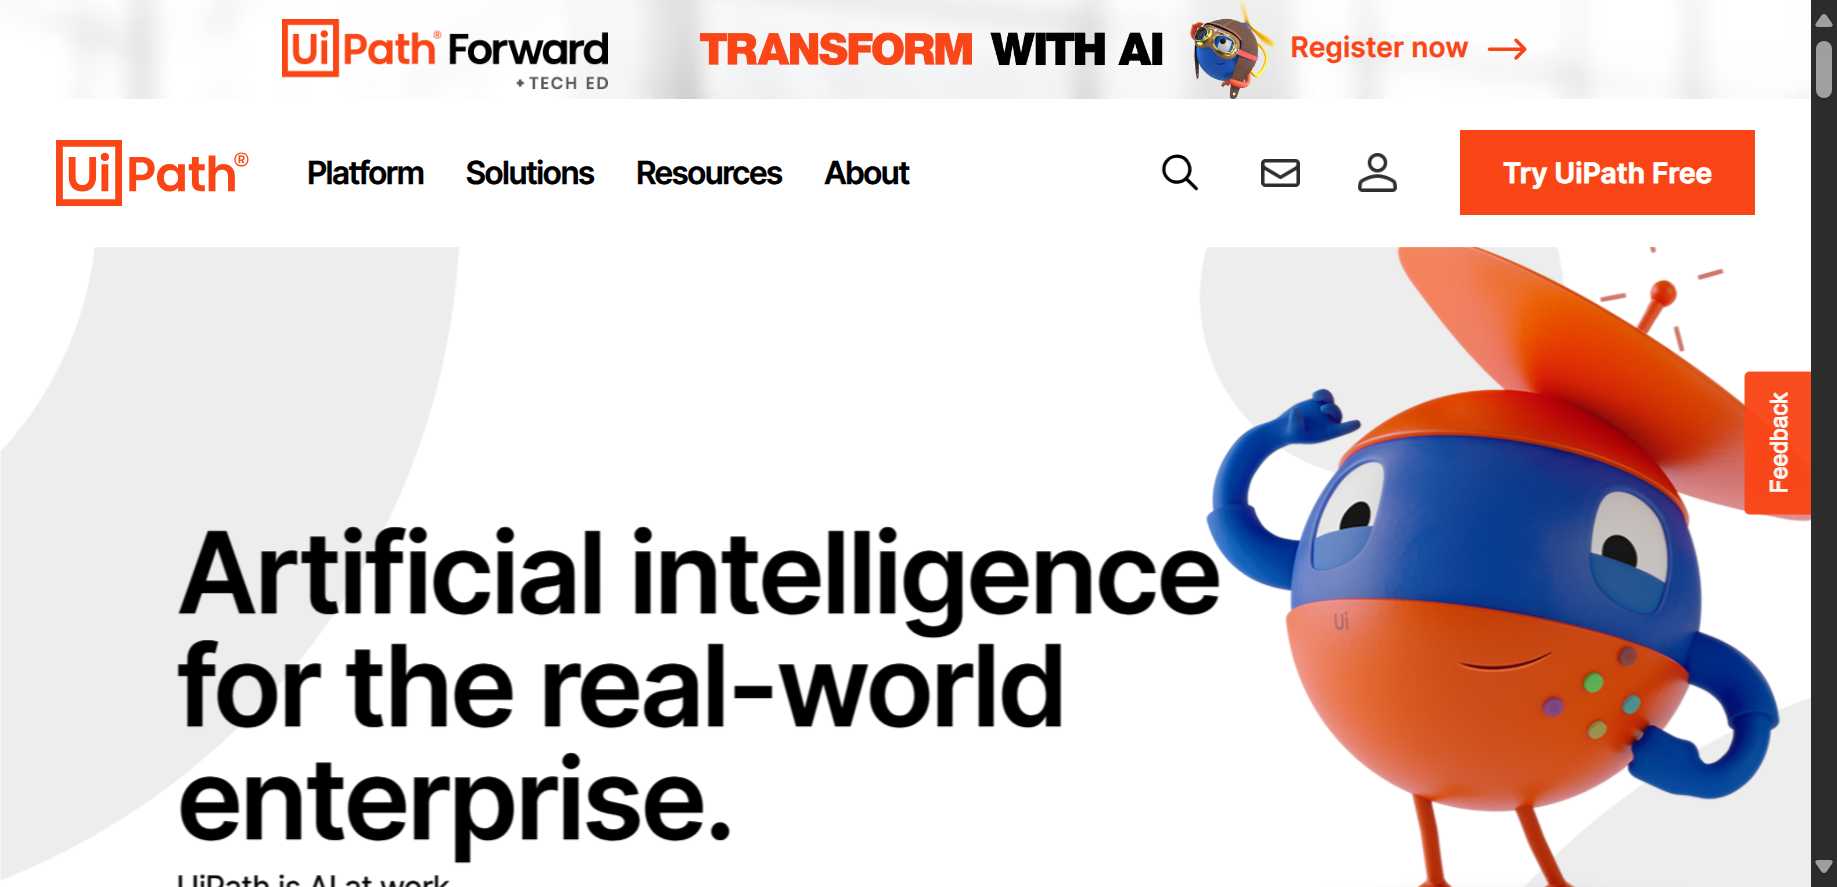 UiPath® Forward
+ TECH ED
TRANSFORM WITH AI
Register now
UiPath®
Platform
Solutions
Resources
About
Try UiPath Free
Feedback
Artificial intelligence
for the real-world
enterprise.
UiPath is AI at work
Ui